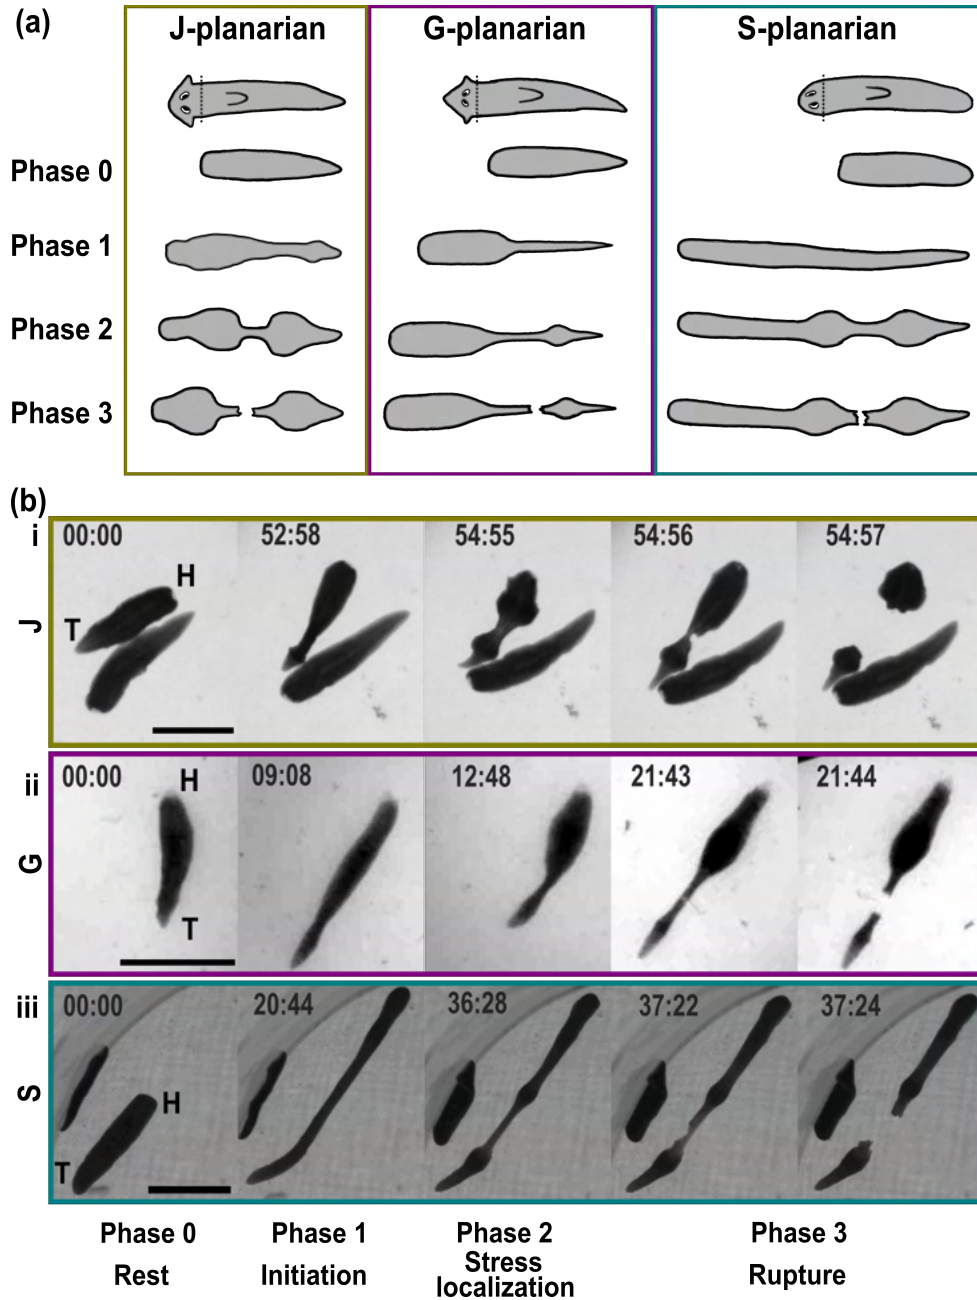 (a)
J-planarian
G-planarian
S-planarian
Phase 0
Phase 1
Phase 2
Phase 3
(b)
i
J
00:00
H
T
52:58
54:55
54:56
54:57
ii
G
00:00
H
T
09:08
12:48
21:43
21:44
iii
S
00:00
H
T
20:44
36:28
37:22
37:24
Phase 0
Rest
Phase 1
Initiation
Phase 2
Stress
localization
Phase 3
Rupture